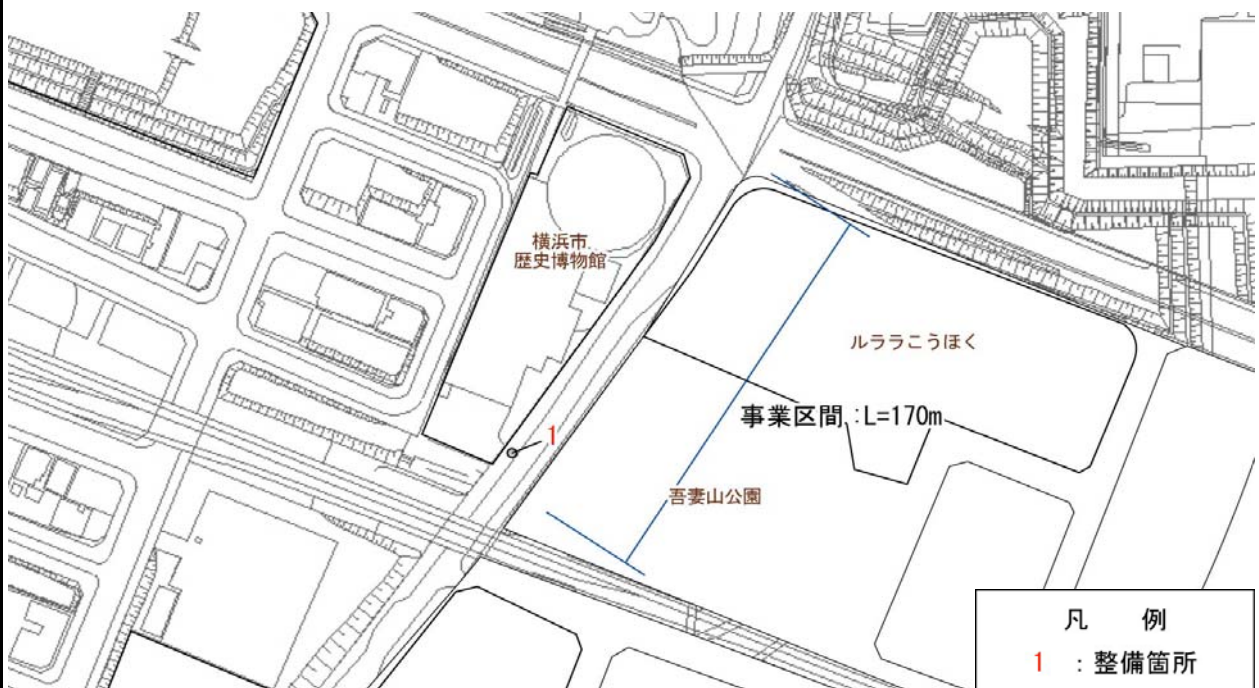 横浜市
歴史博物館
ルララこうほく
1
事業区間:L=170m
吾妻山公園
凡 例
1 :整備箇所